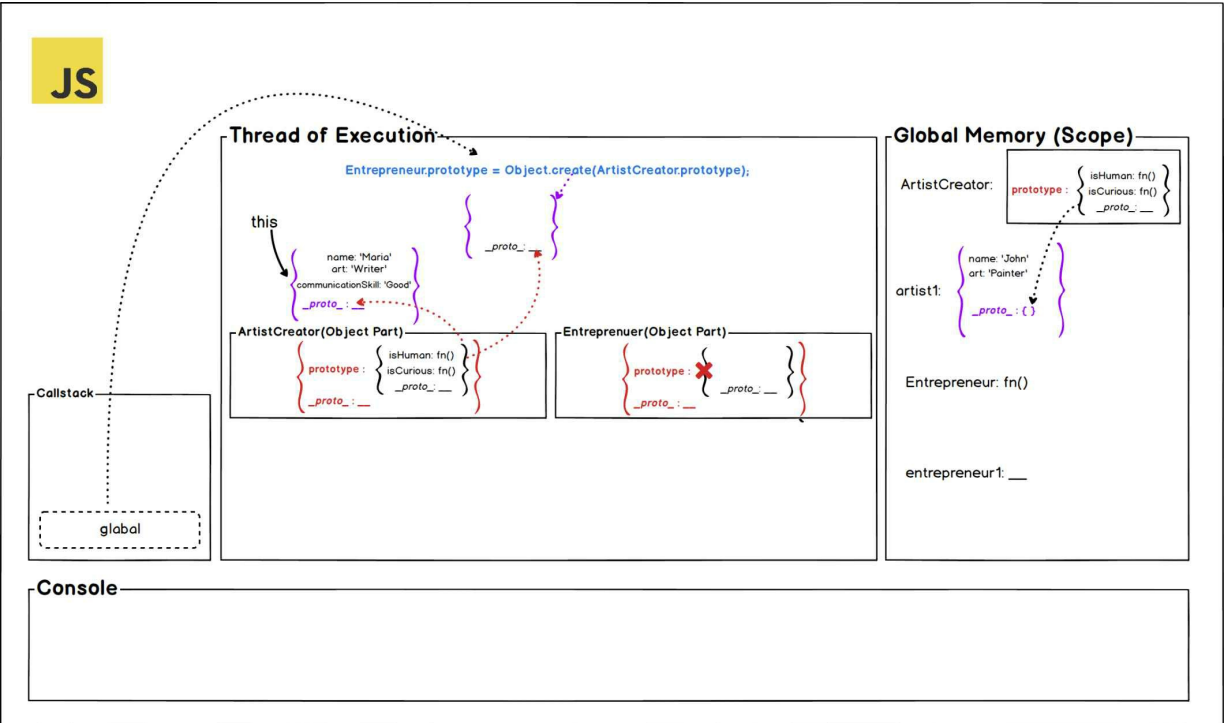 JS
Thread of Execution
Entrepreneur.prototype = Object.create(ArtistCreator.prototype);
_proto_: __
this
name: 'Maria'
art: 'Writer'
communicationSkill: 'Good'
_proto_ : __
ArtistCreator(Object Part)
prototype :
isHuman: fn()
isCurious: fn()
_proto_: __
_proto_ : __
Entreprenuer(Object Part)
prototype :
_proto_: __
_proto_ : __
Global Memory (Scope)
ArtistCreator:
prototype :
isHuman: fn()
isCurious: fn()
_proto_: __
artist1:
name: 'John'
art: 'Painter'
_proto_ : { }
Entrepreneur: fn()
entrepreneur1: __
Callstack
glabal
Console